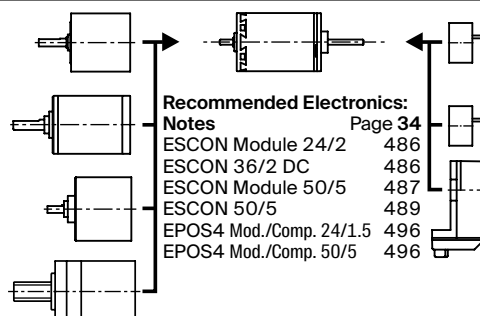 Recommended Electronics:
Notes Page 34
ESCON Module 24/2 486
ESCON 36/2 DC 486
ESCON Module 50/5 487
ESCON 50/5 489
EPOS4 Mod./Comp. 24/1.5 496
EPOS4 Mod./Comp. 50/5 496